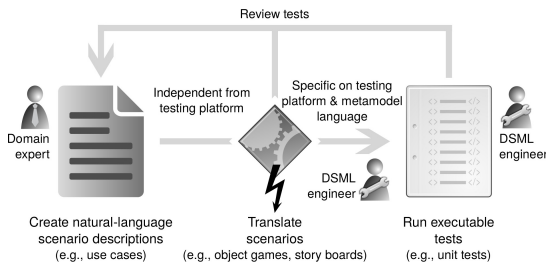 Review tests
Independent from
testing platform
Specific on testing
platform & metamodel
language
Domain
expert
DSML
engineer
DSML
engineer
Create natural-language
scenario descriptions
(e.g., use cases)
Translate
scenarios
(e.g., object games, story boards)
Run executable
tests
(e.g., unit tests)